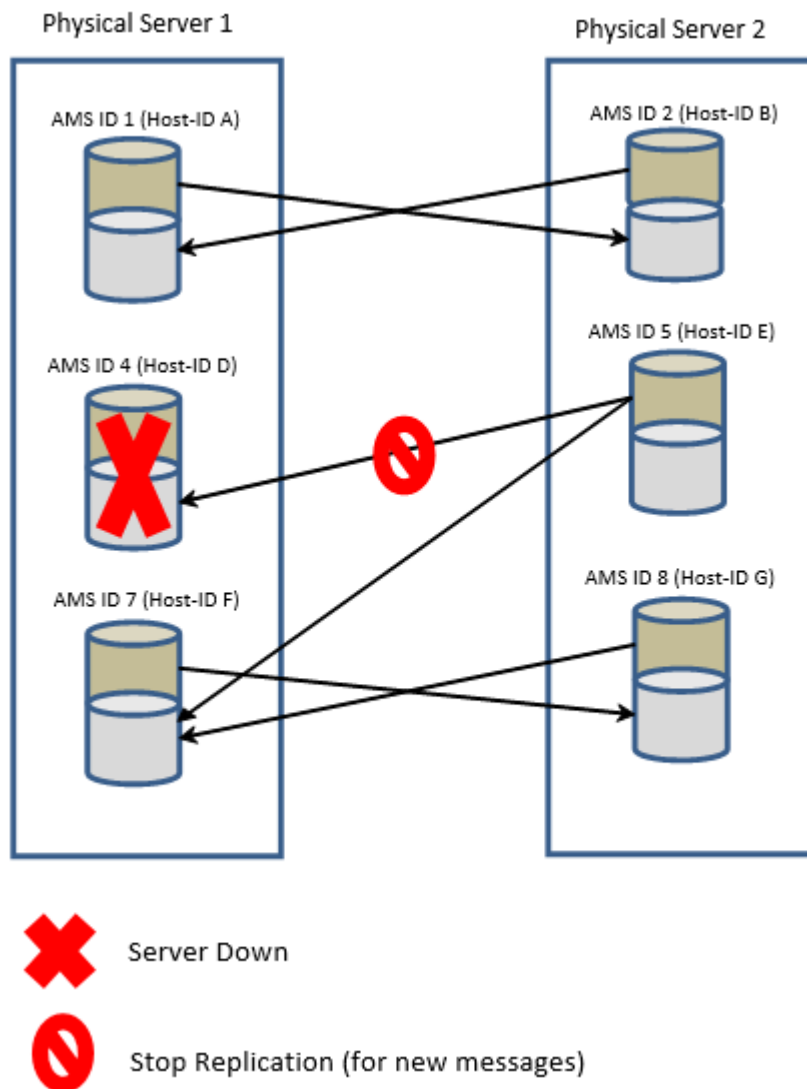 Physical Server 1
Physical Server 2
AMS ID 1 (Host-ID A)
AMS ID 2 (Host-ID B)
AMS ID 4 (Host-ID D)
AMS ID 5 (Host-ID E)
AMS ID 7 (Host-ID F)
AMS ID 8 (Host-ID G)
Server Down
Stop Replication (for new messages)